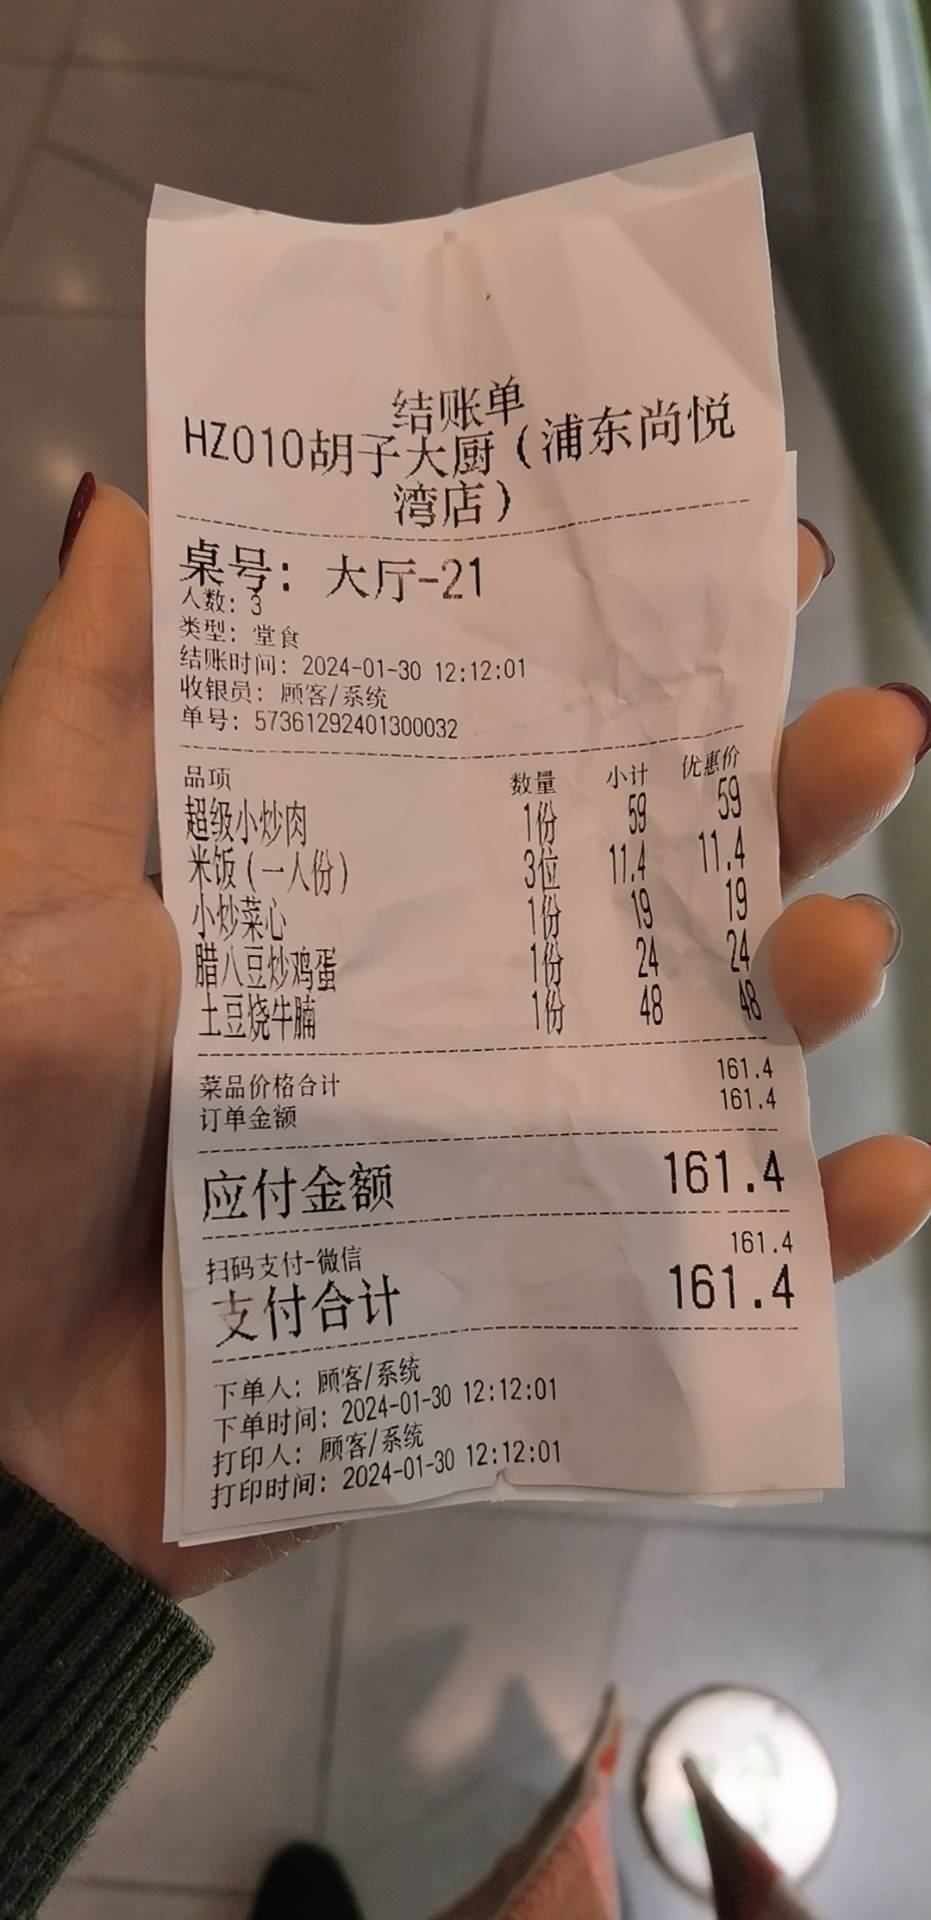 结账单
HZ010胡子大厨(浦东尚悦
湾店)
桌号: 大厅-21
人数: 3
类型: 堂食
结账时间: 2024-01-30 12:12:01
收银员: 顾客/系统
单号: 57361292401300032
品项 数量 小计 优惠价
超级小炒肉 1份 59 59
米饭(一人份) 3位 11.4 11.4
小炒菜心 1份 19 19
腊八豆炒鸡蛋 1份 24 24
土豆烧牛腩 1份 48 48
菜品价格合计 161.4
订单金额 161.4
应付金额 161.4
扫码支付-微信 161.4
支付合计 161.4
下单人: 顾客/系统
下单时间: 2024-01-30 12:12:01
打印人: 顾客/系统
打印时间: 2024-01-30 12:12:01